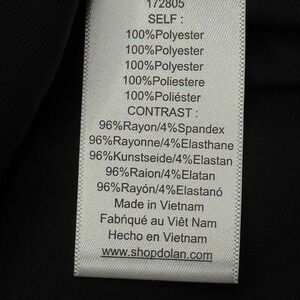 172805
SELF :
100%Polyester
100%Polyester
100%Polyester
100%Poliestere
100%Poliéster
CONTRAST :
96%Rayon/4%Spandex
96%Rayonne/4%Elasthane
96%Kunstseide/4%Elastan
96%Raion/4%Elatan
96%Rayón/4%Elastanó
Made in Vietnam
Fabriqué au Viêt Nam
Hecho en Vietnam
www.shopdolan.com